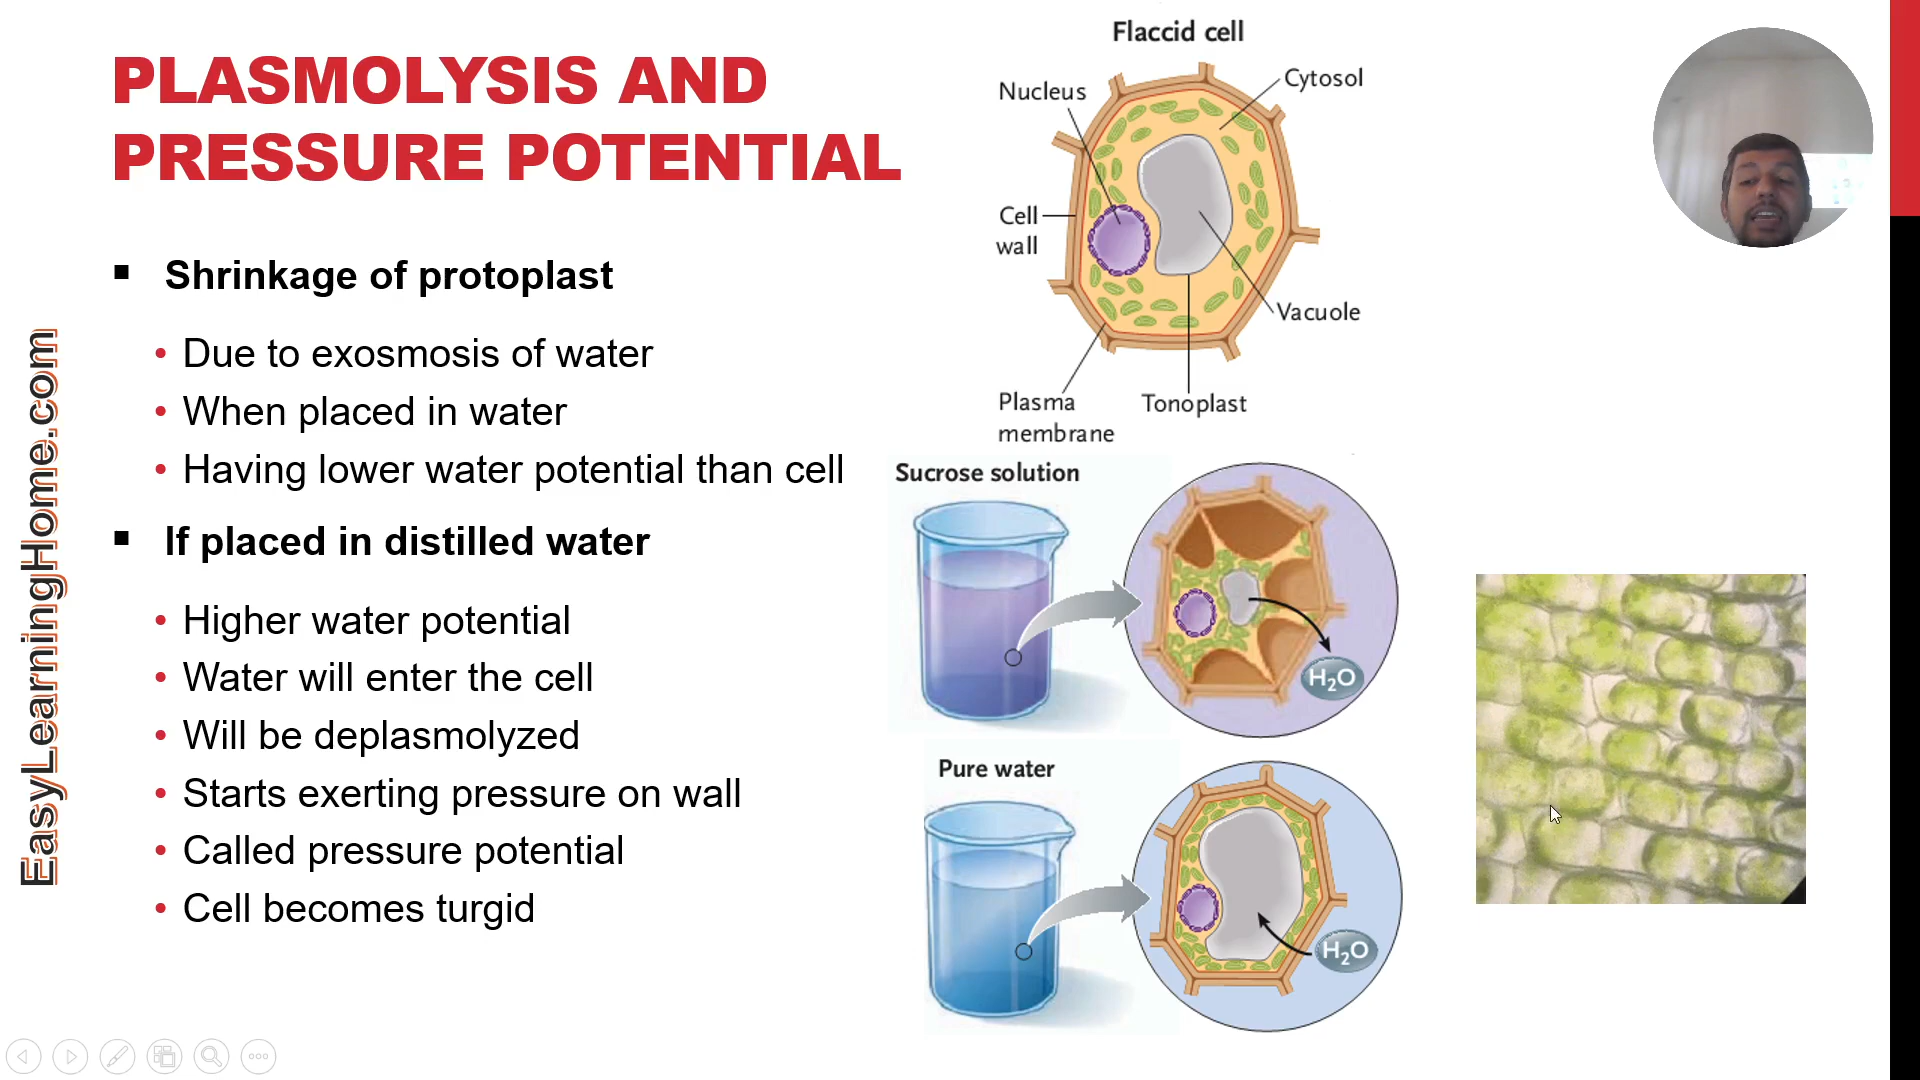 PLASMOLYSIS AND
PRESSURE POTENTIAL
▪ Shrinkage of protoplast
• Due to exosmosis of water
• When placed in water
• Having lower water potential than cell
▪ If placed in distilled water
• Higher water potential
• Water will enter the cell
• Will be deplasmolyzed
• Starts exerting pressure on wall
• Called pressure potential
• Cell becomes turgid
EasyLearningHome.com
Flaccid cell
Nucleus
Cytosol
Cell
wall
Vacuole
Plasma
membrane
Tonoplast
Sucrose solution
H₂O
Pure water
H₂O